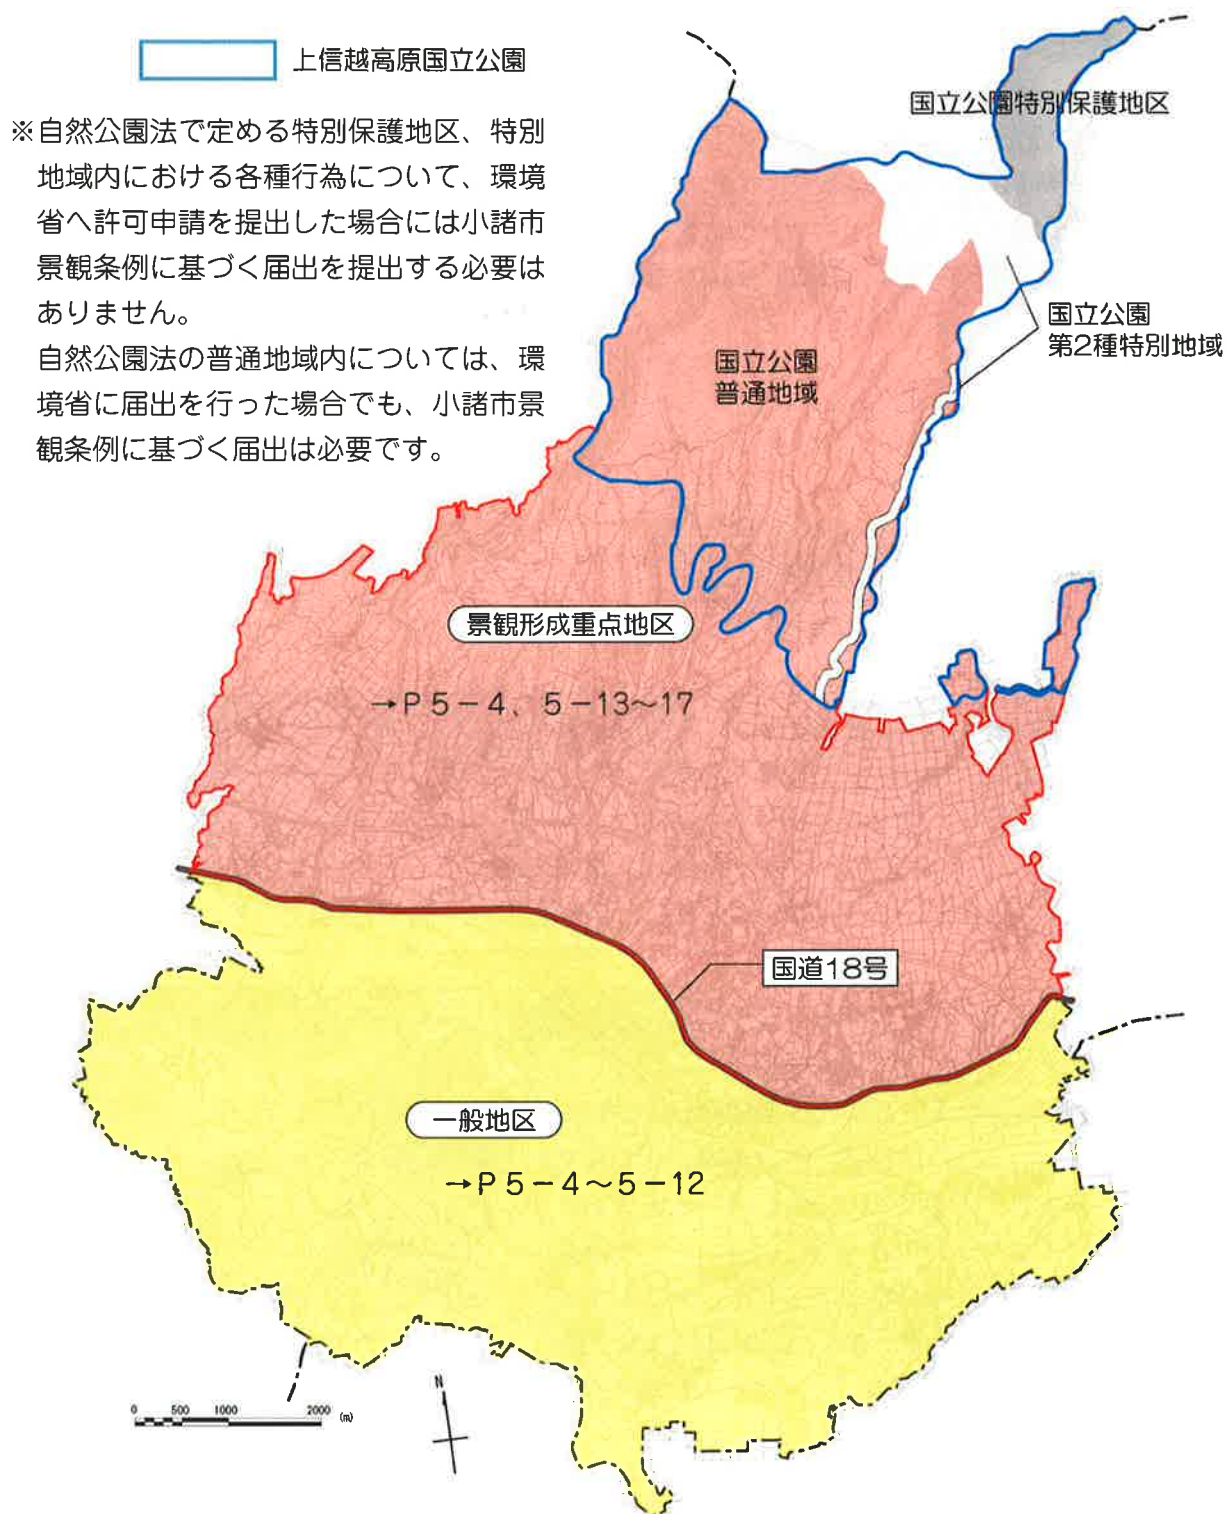 上信越高原国立公園
※自然公園法で定める特別保護地区、特別
地域内における各種行為について、環境
省へ許可申請を提出した場合には小諸市
景観条例に基づく届出を提出する必要は
ありません。
自然公園法の普通地域内については、環
境省に届出を行った場合でも、小諸市景
観条例に基づく届出は必要です。
国立公園特別保護地区
国立公園
第2種特別地域
国立公園
普通地域
景観形成重点地区
→P5-4、5-13～17
国道18号
一般地区
→P5-4～5-12
N
0 500 1000 2000 (m)